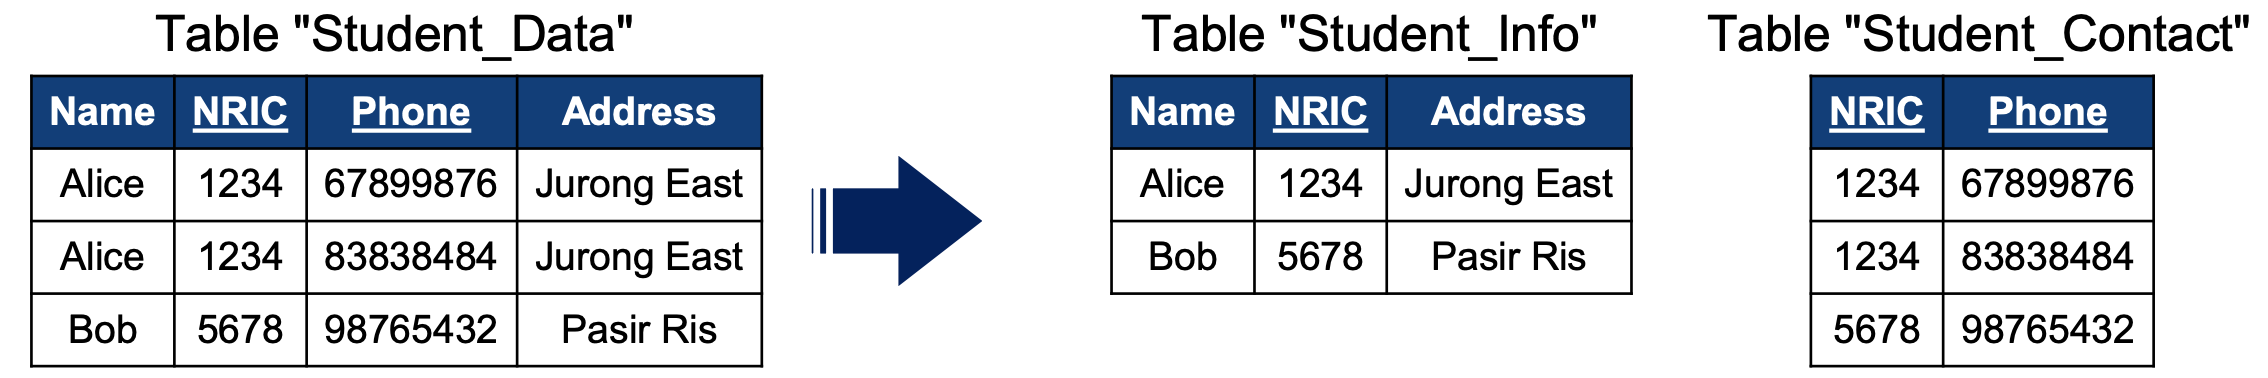 Table "Student_Data"
Name NRIC Phone Address
Alice 1234 67899876 Jurong East
Alice 1234 83838484 Jurong East
Bob 5678 98765432 Pasir Ris
Table "Student_Info"
Name NRIC Address
Alice 1234 Jurong East
Bob 5678 Pasir Ris
Table "Student_Contact"
NRIC Phone
1234 67899876
1234 83838484
5678 98765432